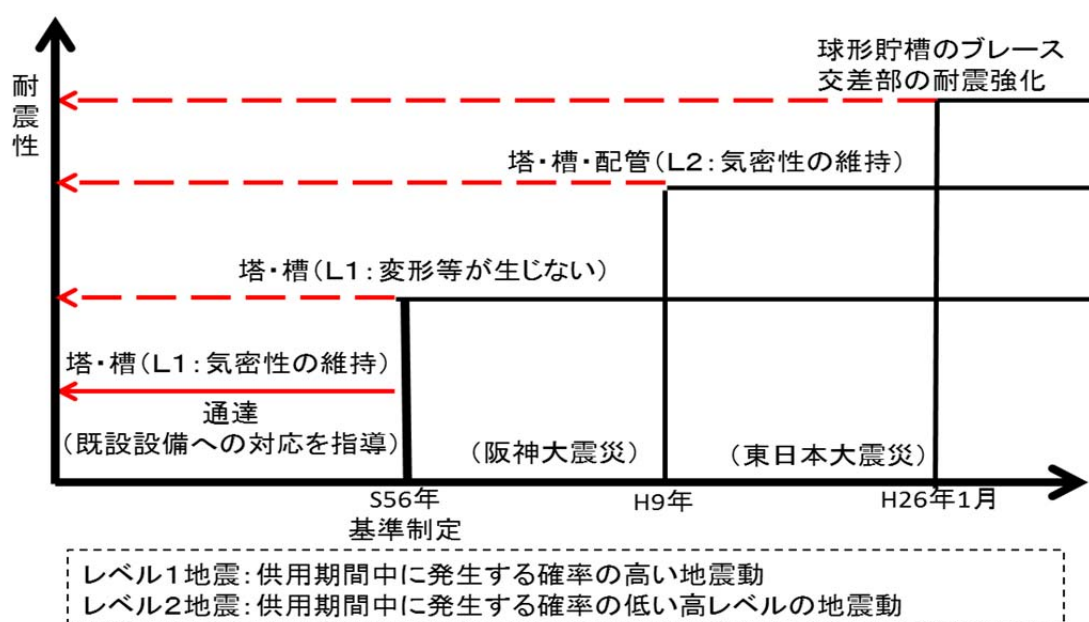 球形貯槽のブレース
交差部の耐震強化
耐震性
塔・槽・配管(L2:気密性の維持)
塔・槽(L1:変形等が生じない)
塔・槽(L1:気密性の維持)
通達
(既設設備への対応を指導)
(阪神大震災)
(東日本大震災)
S56年
基準制定
H9年
H26年1月
レベル1地震:供用期間中に発生する確率の高い地震動
レベル2地震:供用期間中に発生する確率の低い高レベルの地震動